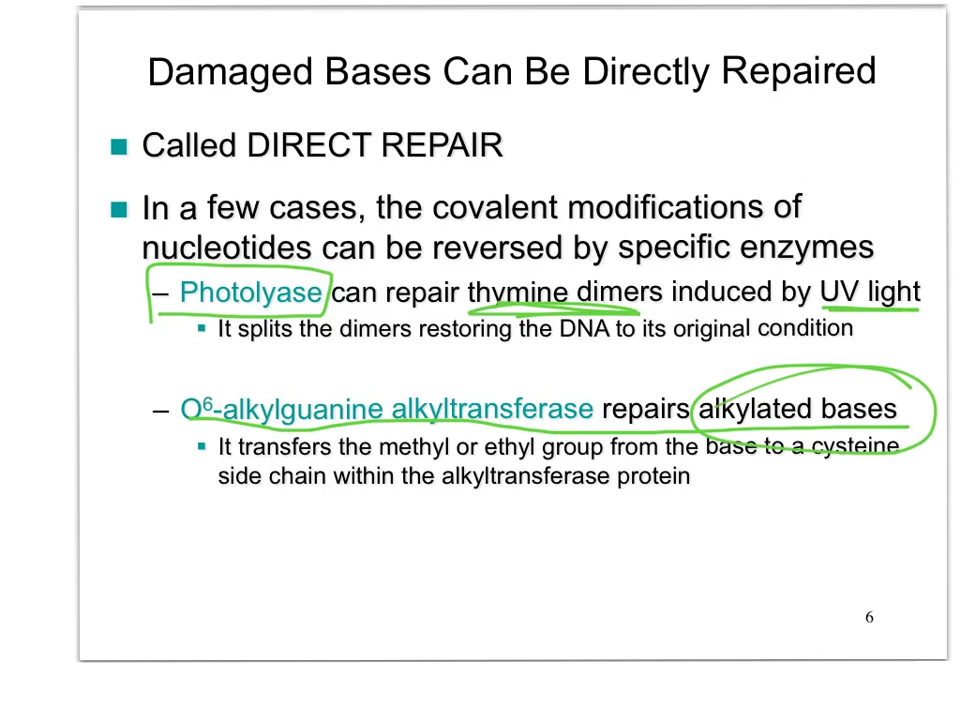 Damaged Bases Can Be Directly Repaired
■ Called DIRECT REPAIR
■ In a few cases, the covalent modifications of
nucleotides can be reversed by specific enzymes
– Photolyase can repair thymine dimers induced by UV light
▪ It splits the dimers restoring the DNA to its original condition
– O⁶-alkylguanine alkyltransferase repairs alkylated bases
▪ It transfers the methyl or ethyl group from the base to a cysteine
side chain within the alkyltransferase protein
6